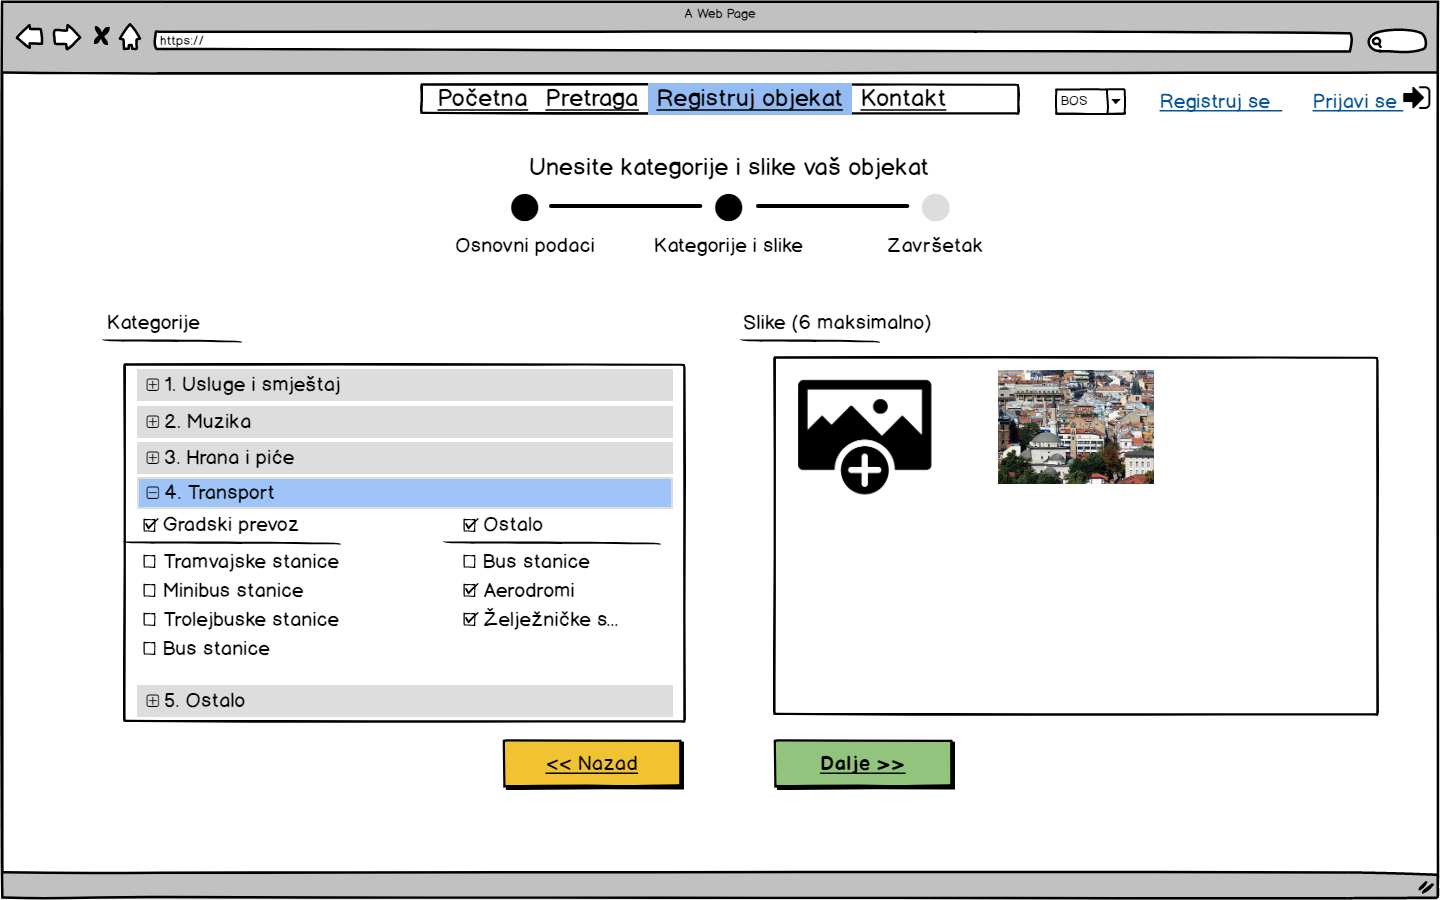 A Web Page
https://
Početna Pretraga Registruj objekat Kontakt
BOS
Registruj se
Prijavi se
Unesite kategorije i slike vaš objekat
Osnovni podaci
Kategorije i slike
Završetak
Kategorije
1. Usluge i smještaj
2. Muzika
3. Hrana i piće
4. Transport
Gradski prevoz
Tramvajske stanice
Minibus stanice
Trolejbuske stanice
Bus stanice
Ostalo
Bus stanice
Aerodromi
Želježničke s...
5. Ostalo
Slike (6 maksimalno)
<< Nazad
Dalje >>